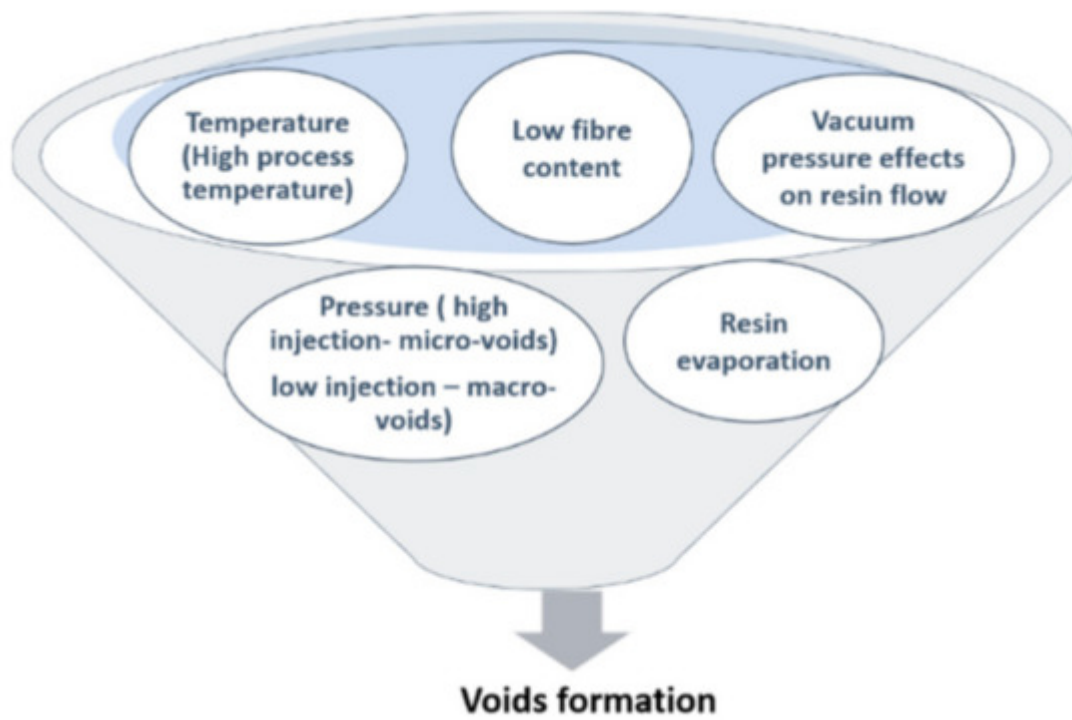 Temperature
(High process
temperature)
Low fibre
content
Vacuum
pressure effects
on resin flow
Pressure ( high
injection- micro-voids)
low injection – macro-
voids)
Resin
evaporation
Voids formation